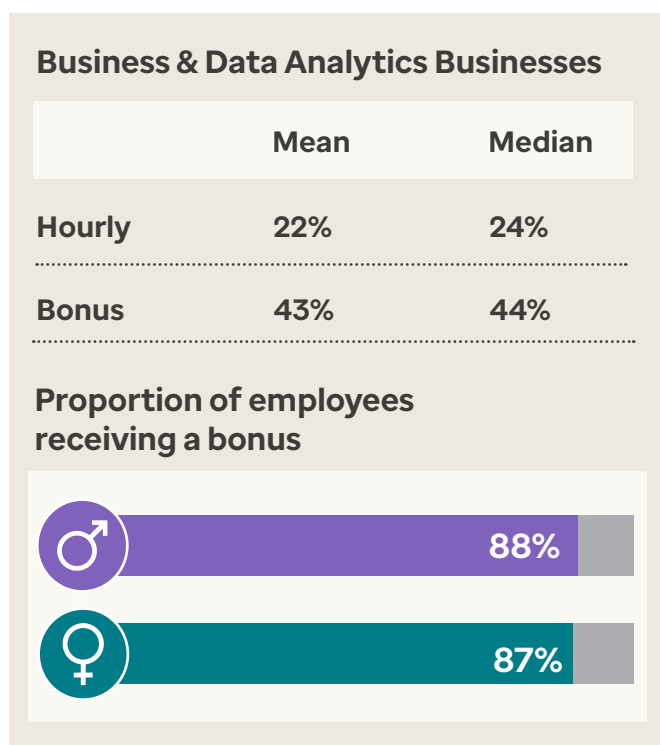 Business & Data Analytics Businesses
Mean Median
Hourly 22% 24%
Bonus 43% 44%
Proportion of employees
receiving a bonus
88%
87%